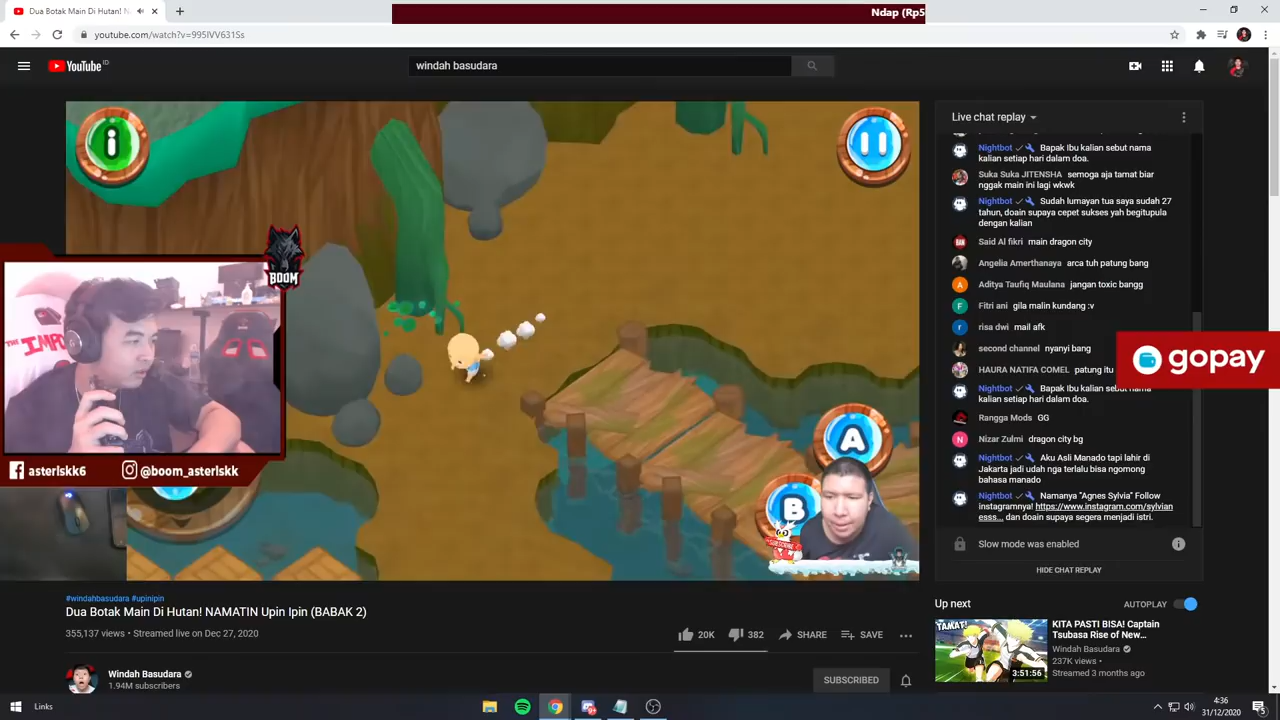 Dua Botak Main Di Hutan! N
Ndap (Rp5
youtube.com/watch?v=995IVV631Ss
YouTube ID
windah basudara
i
A
B
SUBSCRIBE
BOOM
THE IMPO
asterlskk6
@boom_asterlskk
Live chat replay
Nightbot Bapak Ibu kalian sebut nama
kalian setiap hari dalam doa.
Suka Suka JITENSHA semoga aja tamat biar
nggak main ini lagi wkwk
Nightbot Sudah lumayan tua saya sudah 27
tahun, doain supaya cepet sukses yah begitupula
dengan kalian
BAN
Said Al fikri main dragon city
Angelia Amerthanaya arca tuh patung bang
A
Aditya Taufiq Maulana jangan toxic bangg
F
Fitri ani gila malin kundang :v
r
risa dwi mail afk
second channel nyanyi bang
HAURA NATIFA COMEL patung itu
gopay
Nightbot Bapak Ibu kalian sebut nama
kalian setiap hari dalam doa.
Rangga Mods GG
N
Nizar Zulmi dragon city bg
Nightbot Aku Asli Manado tapi lahir di
Jakarta jadi udah nga terlalu bisa ngomong
bahasa manado
Nightbot Namanya "Agnes Sylvia" Follow
instagramnya! https://www.instagram.com/sylvian
esss... dan doain supaya segera menjadi istri.
Slow mode was enabled
HIDE CHAT REPLAY
#windahbasudara #upinipin
Dua Botak Main Di Hutan! NAMATIN Upin Ipin (BABAK 2)
355,137 views • Streamed live on Dec 27, 2020
20K
382
SHARE
SAVE
Windah Basudara
1.94M subscribers
SUBSCRIBED
Up next
AUTOPLAY
TAMAT!
3:51:56
KITA PASTI BISA! Captain
Tsubasa Rise of New...
Windah Basudara
237K views •
Streamed 3 months ago
Links
4:36
31/12/2020
5